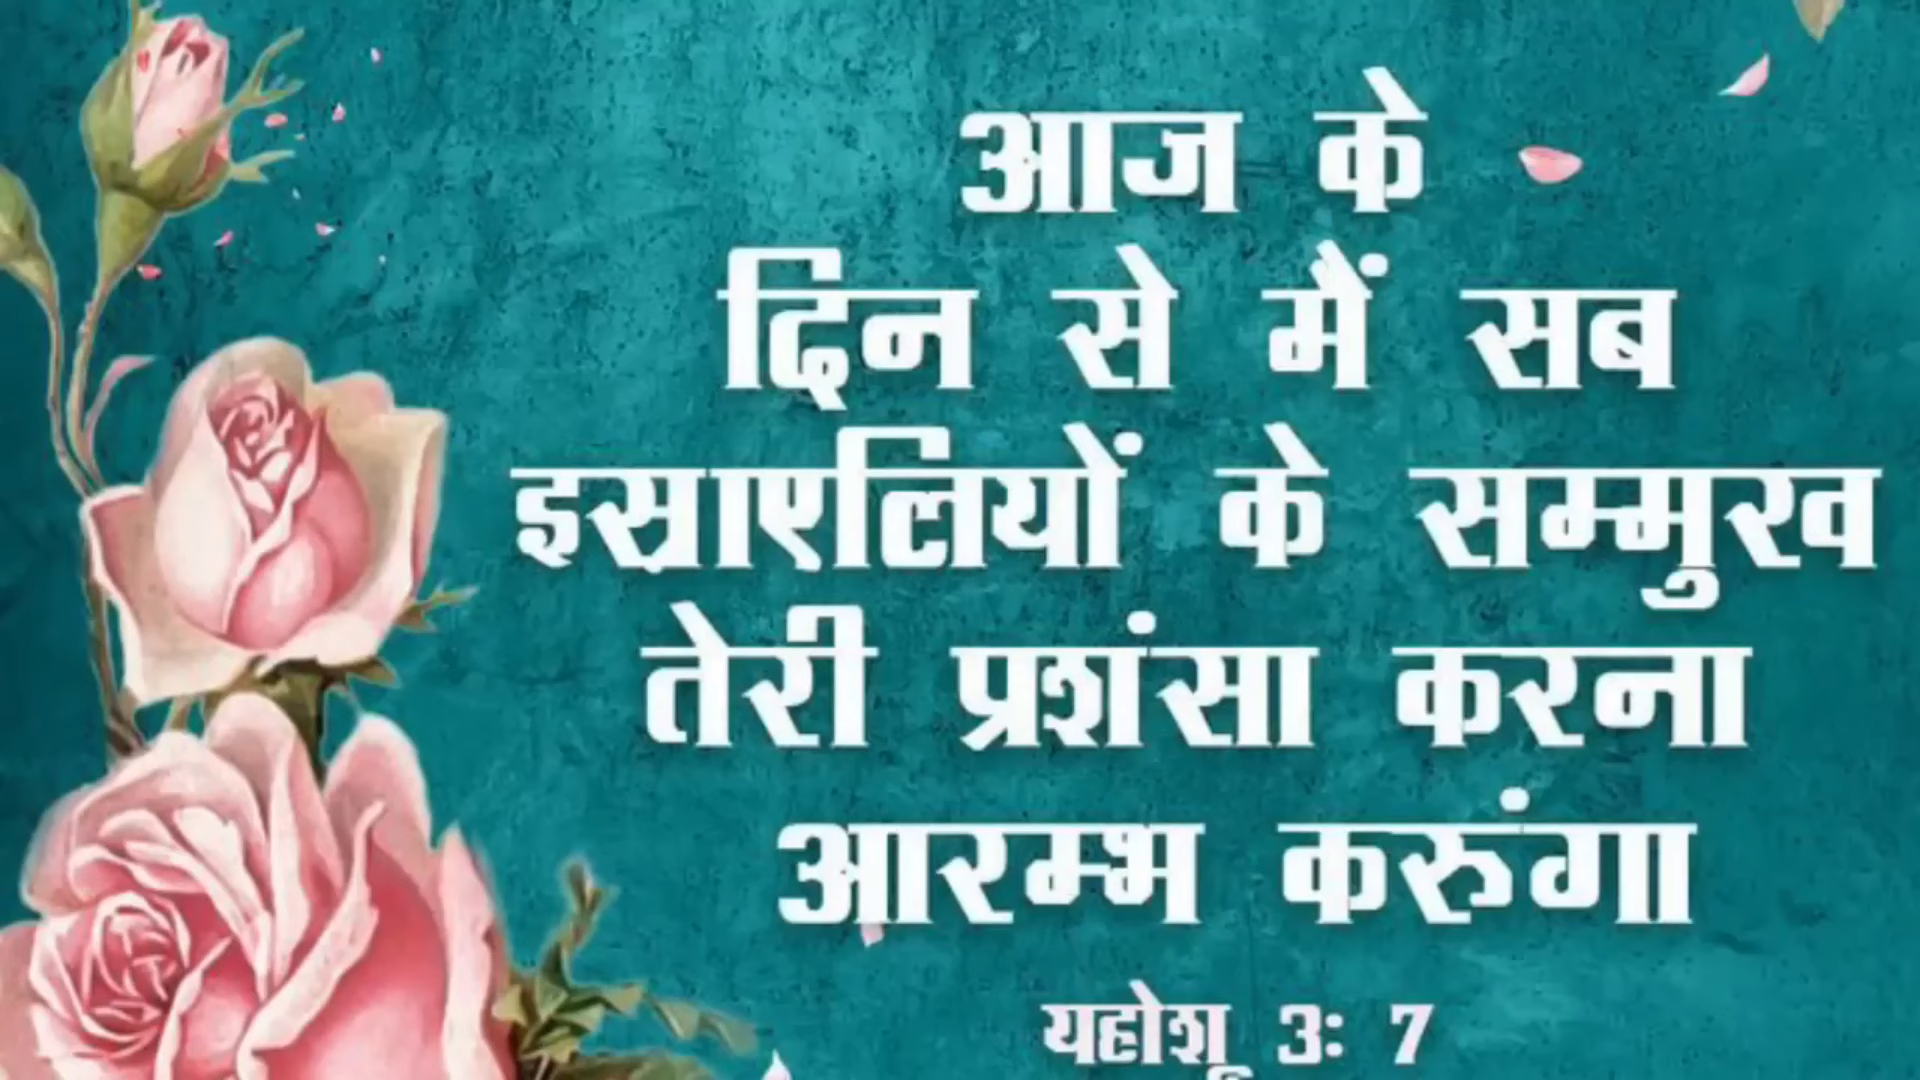 आज के
दिन से मैं सब
इस्राएलियों के सम्मुख
तेरी प्रशंसा करना
आरम्भ करुंगा
यहोशू 3: 7